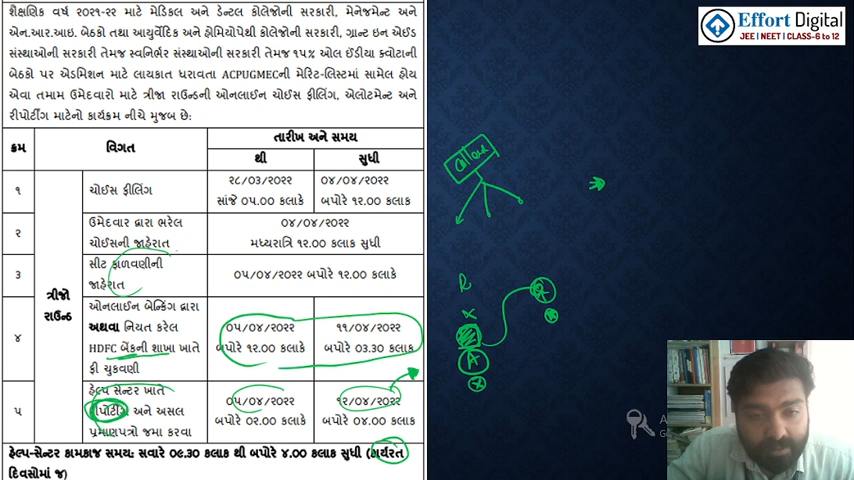 શૈક્ષણિક વર્ષ ૨૦૨૧-૨૨ માટે મેડિકલ અને ડેન્ટલ કોલેજોની સરકારી, મેનેજમેન્ટ અને
એન.આર.આઇ. બેઠકો તથા આયુર્વેદિક અને હોમિયોપેથી કોલેજોની સરકારી, ગ્રાન્ટ ઇન એઈડ
સંસ્થાઓની સરકારી તેમજ સ્વનિર્ભર સંસ્થાઓની સરકારી તેમજ ૧૫% ઓલ ઈંડીયા ક્વોટાની
બેઠકો પર એડમિશન માટે લાયકાત ધરાવતા ACPUGMECની મેરિટ-લિસ્ટમાં સામેલ હોય
એવા તમામ ઉમેદવારો માટે ત્રીજા રાઉન્ડની ઓનલાઈન ચોઈસ ફીલિંગ, એલોટમેન્ટ અને
રીપોર્ટીંગ માટેનો કાર્યક્રમ નીચે મુજબ છે:
ક્રમ વિગત તારીખ અને સમય
થી સુધી
૧ ચોઈસ ફીલિંગ ૨૮/૦૩/૨૦૨૨ સાંજે ૦૫.૦૦ કલાકે ૦૪/૦૪/૨૦૨૨ બપોરે ૧૨.૦૦ કલાક
ત્રીજો
રાઉન્ડ
૨ ઉમેદવાર દ્વારા ભરેલ ૦૪/૦૪/૨૦૨૨
ચોઈસની જાહેરાત મધ્યરાત્રિ ૧૨.૦૦ કલાક સુધી
૩ સીટ ફાળવણીની
જાહેરાત ૦૫/૦૪/૨૦૨૨ બપોરે ૧૨.૦૦ કલાકે
૪ ઓનલાઈન બેન્કિંગ દ્વારા
અથવા નિયત કરેલ ૦૫/૦૪/૨૦૨૨ ૧૧/૦૪/૨૦૨૨
HDFC બેંકની શાખા ખાતે બપોરે ૧૨.૦૦ કલાકે બપોરે ૦૩.૩૦ કલાક
ફી ચુકવણી
૫ હેલ્પ સેન્ટર ખાતે
રીપોર્ટીંગ અને અસલ ૦૫/૦૪/૨૦૨૨ ૧૨/૦૪/૨૦૨૨
પ્રમાણપત્રો જમા કરવા બપોરે ૦૨.૦૦ કલાકે બપોરે ૦૪.૦૦ કલાક
હેલ્પ-સેન્ટર કામકાજ સમય: સવારે ૦૯.૩૦ કલાક થી બપોરે ૪.૦૦ કલાક સુધી (કાર્યરત
દિવસોમાં જ)
Effort Digital
JEE | NEET | CLASS-6 to 12
R
x
A
x